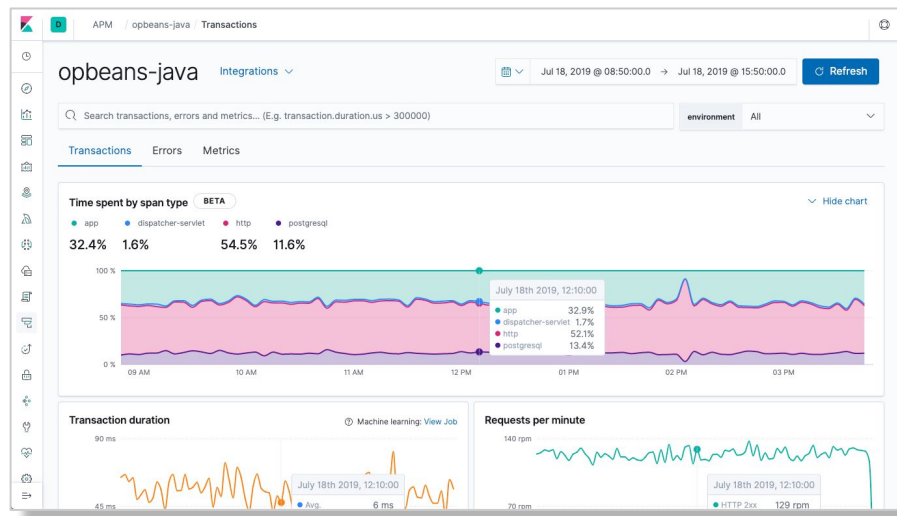 D APM / opbeans-java / Transactions
opbeans-java Integrations Jul 18, 2019 @ 08:50:00.0 → Jul 18, 2019 @ 15:50:00.0 Refresh
Search transactions, errors and metrics... (E.g. transaction.duration.us > 300000) environment All
Transactions Errors Metrics
Time spent by span type BETA Hide chart
app dispatcher-servlet http postgresql
32.4% 1.6% 54.5% 11.6%
100 %
July 18th 2019, 12:10:00
app 32.9%
50 %
dispatcher-servlet 1.7%
http 52.1%
postgresql 13.4%
0 %
09 AM 10 AM 11 AM 12 PM 01 PM 02 PM 03 PM
Transaction duration Machine learning: View Job Requests per minute
90 ms 140 rpm
July 18th 2019, 12:10:00 July 18th 2019, 12:10:00
Avg. 6 ms HTTP 2xx 129 rpm
45 ms 70 rpm